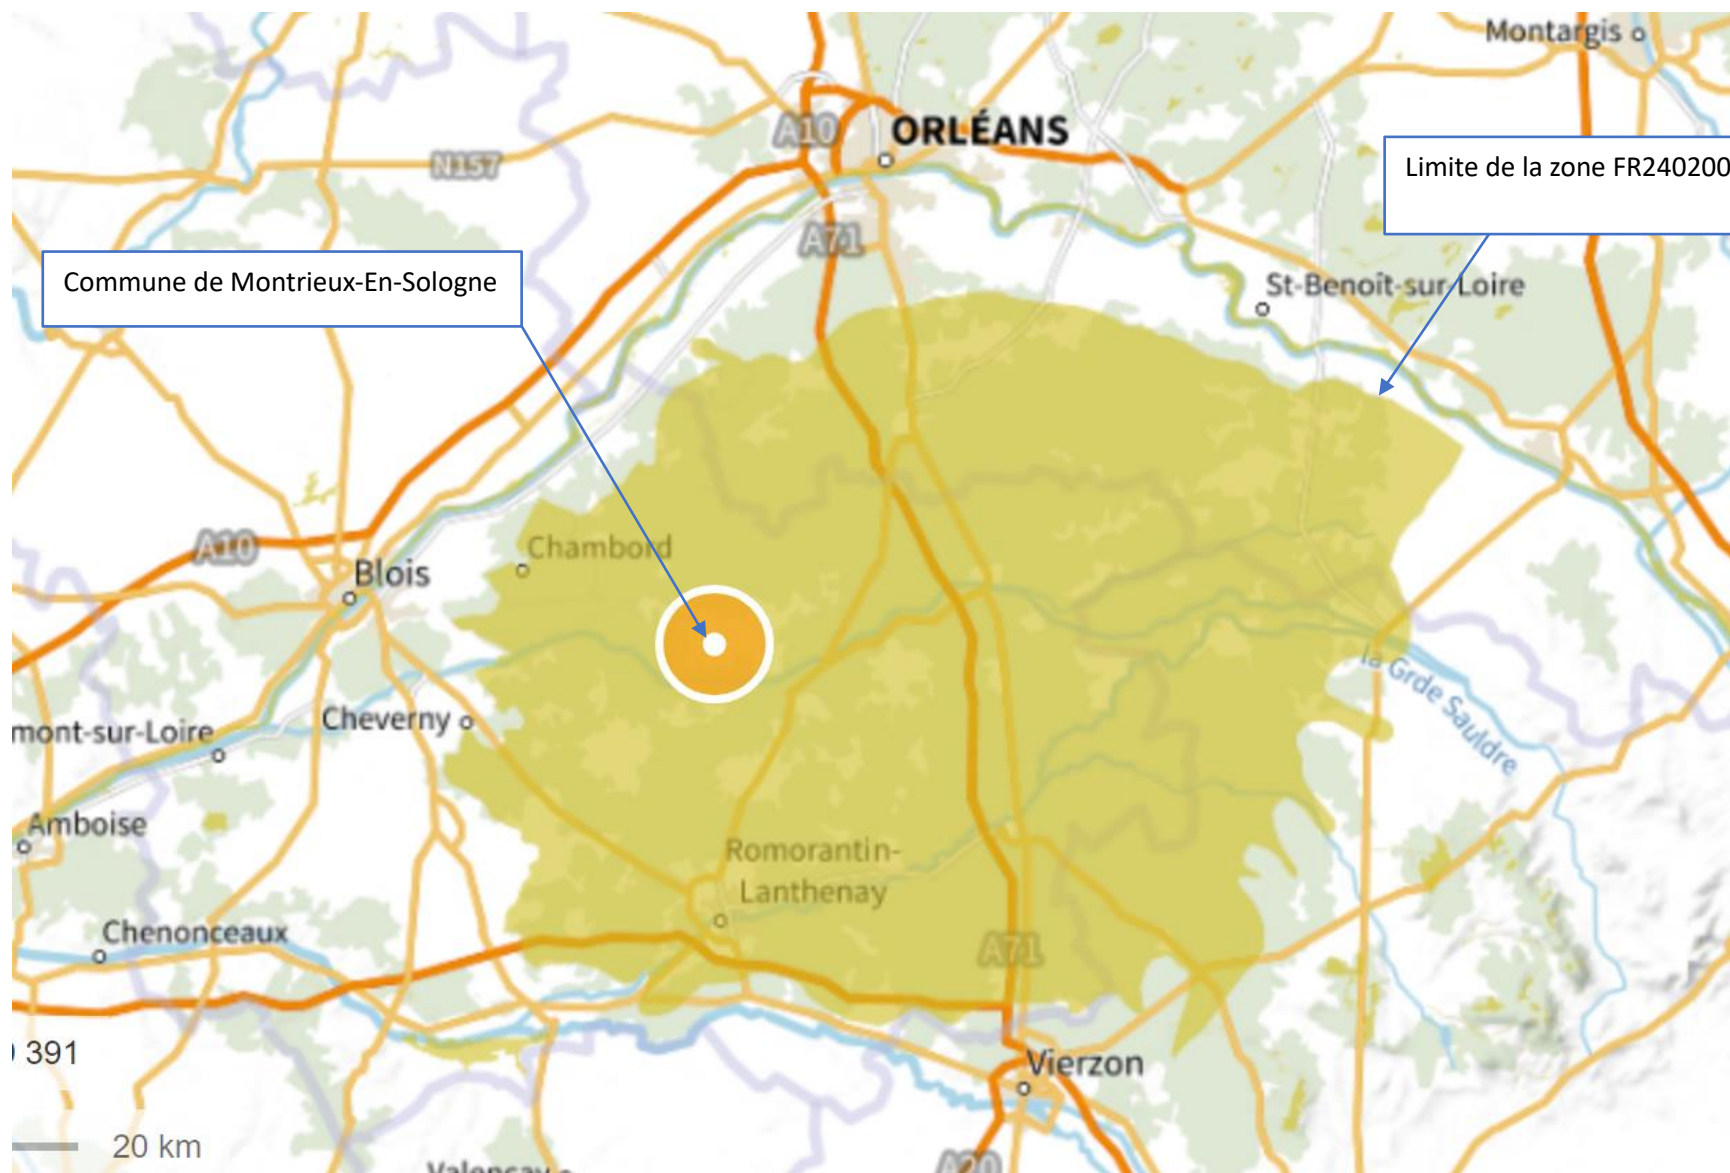 Montargis
A10
ORLÉANS
N157
Limite de la zone FR240200
A71
Commune de Montrieux-En-Sologne
St-Benoît-sur-Loire
Chambord
A10
Blois
la Grde Sauldre
Cheverny
mont-sur-Loire
Amboise
Romorantin-
Lanthenay
Chenonceaux
A71
391
Vierzon
20 km
Valençay
A20